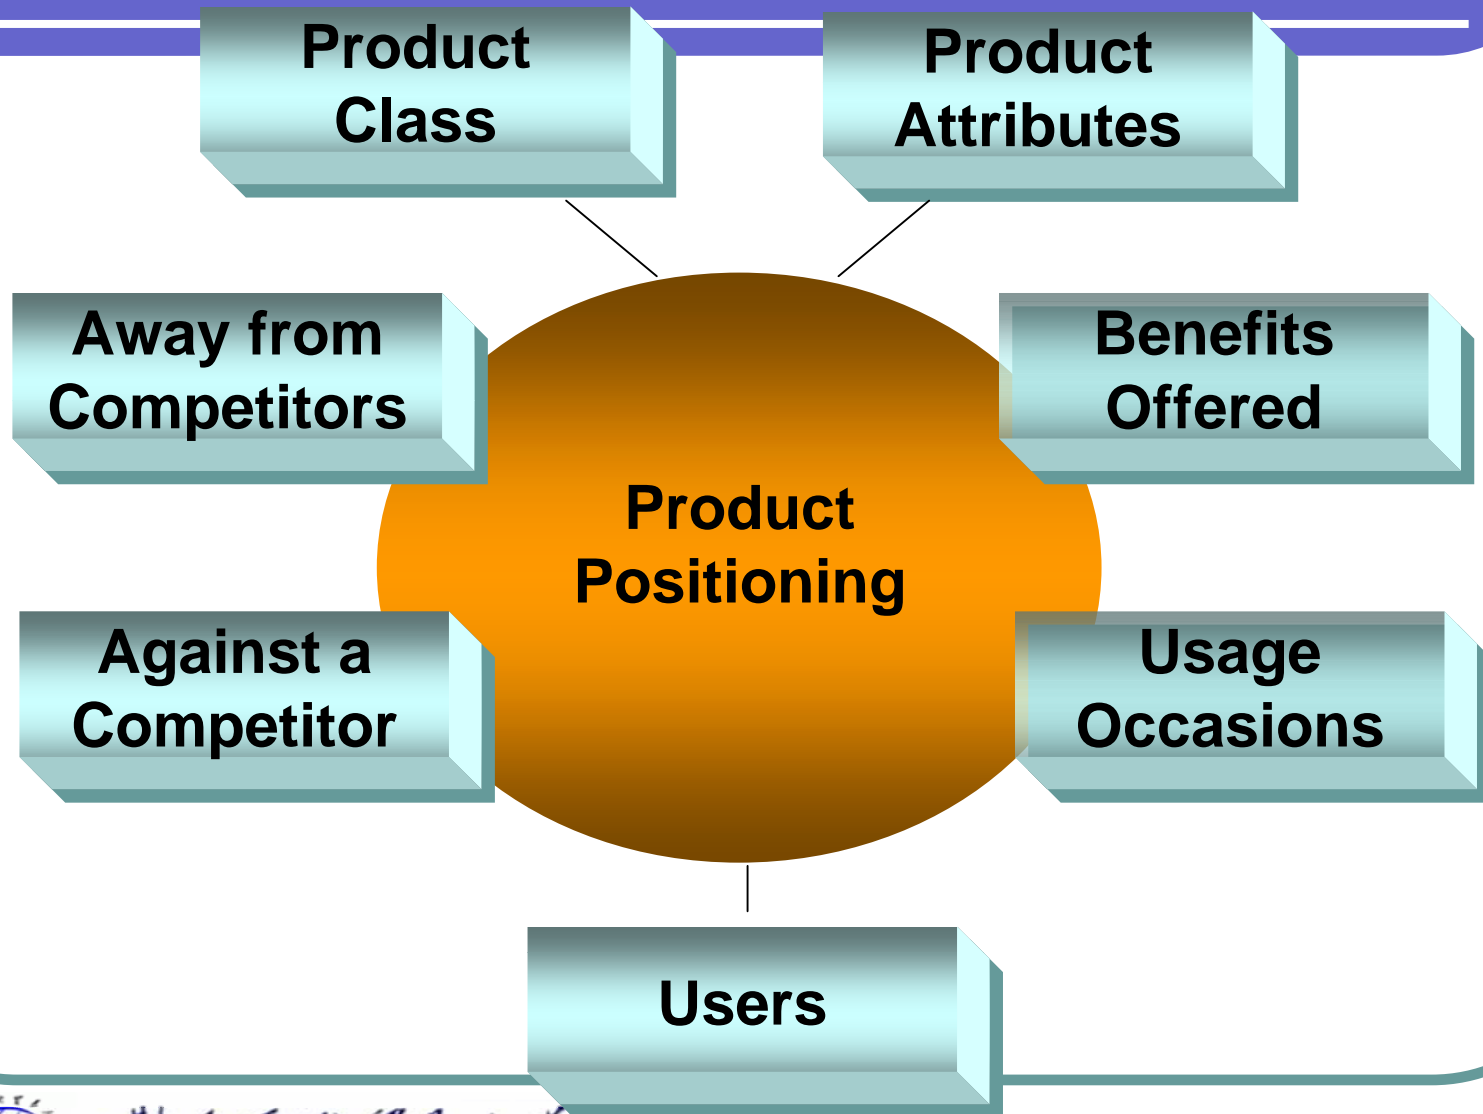 Product
Class
Product
Attributes
Away from
Competitors
Benefits
Offered
Product
Positioning
Against a
Competitor
Usage
Occasions
Users